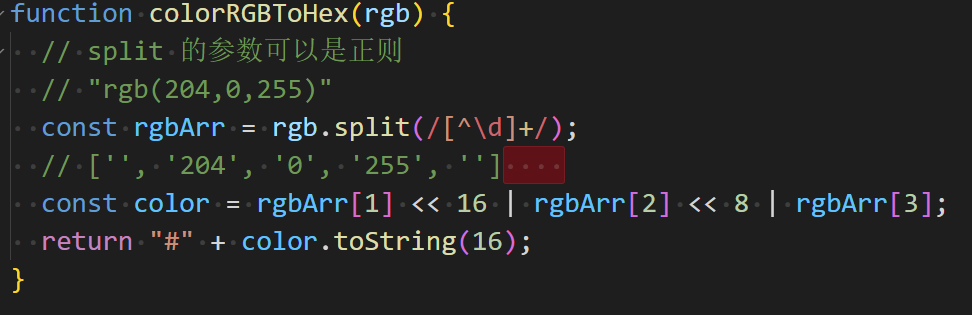 function colorRGBToHex(rgb) {
  // split 的参数可以是正则
  // "rgb(204,0,255)"
  const rgbArr = rgb.split(/[^\d]+/);
  // ['', '204', '0', '255', '']
  const color = rgbArr[1] << 16 | rgbArr[2] << 8 | rgbArr[3];
  return "#" + color.toString(16);
}